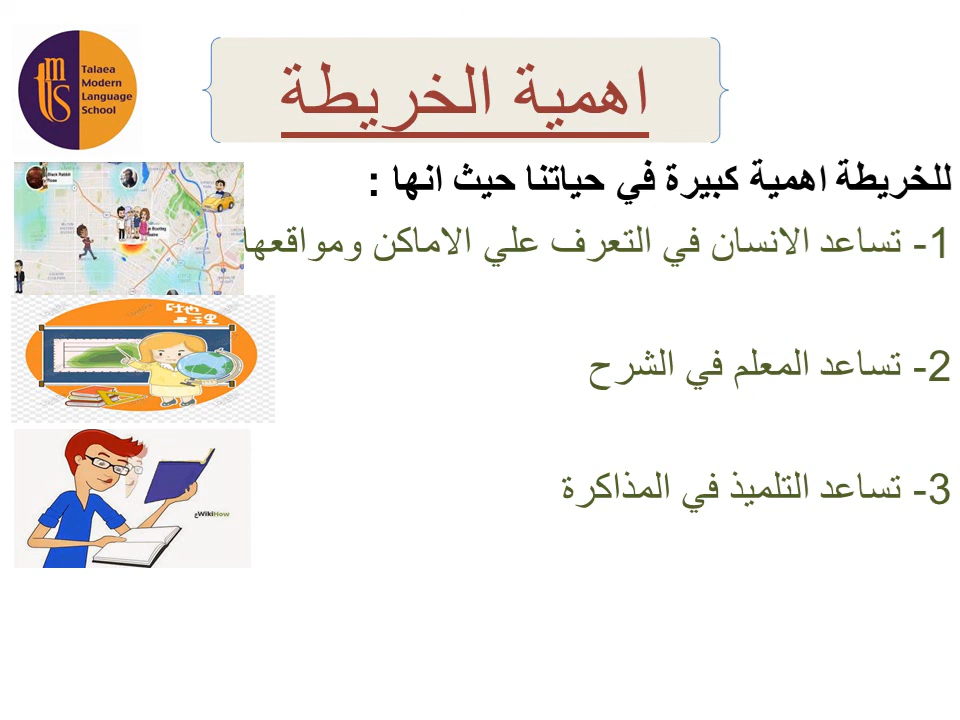 Talaea
Modern
Language
School
اهمية الخريطة
للخريطة اهمية كبيرة في حياتنا حيث انها :
1- تساعد الانسان في التعرف علي الاماكن ومواقعها
2- تساعد المعلم في الشرح
3- تساعد التلميذ في المذاكرة
wikiHow